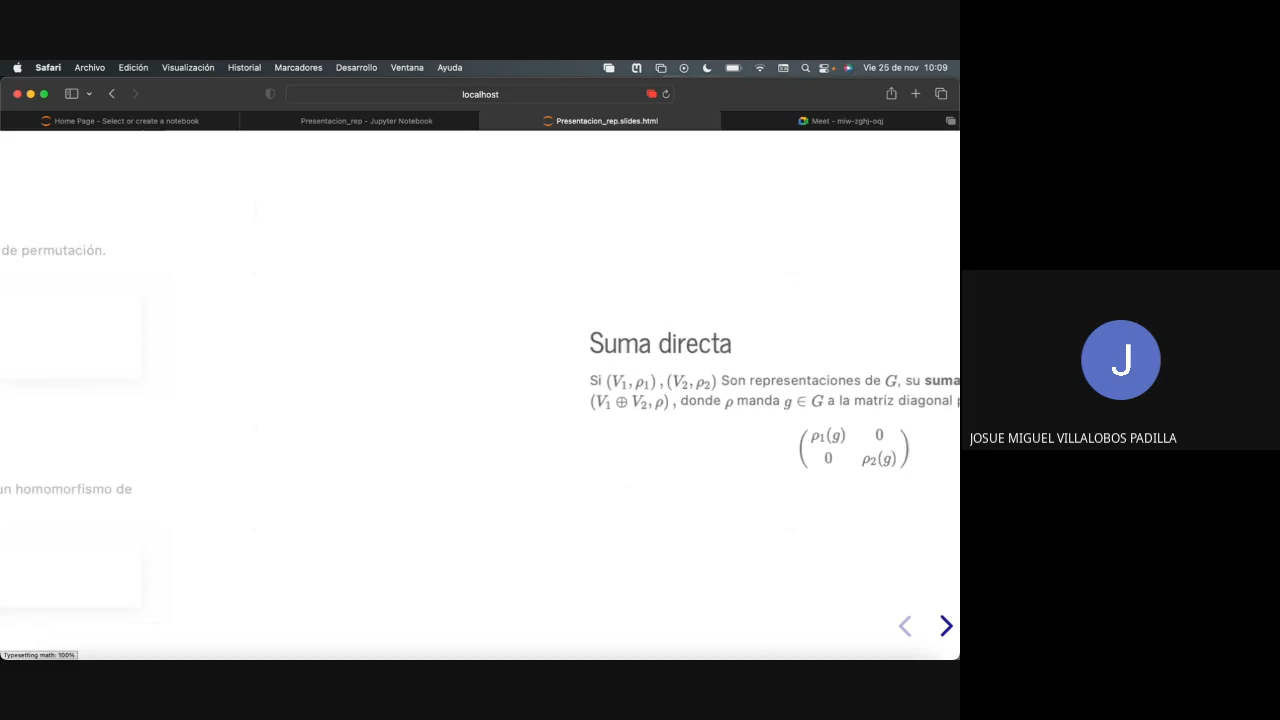 Safari Archivo Edición Visualización Historial Marcadores Desarrollo Ventana Ayuda Vie 25 de nov 10:09
localhost
Home Page - Select or create a notebook Presentacion_rep - Jupyter Notebook Presentacion_rep.slides.html Meet - miw-zghj-oqj
de permutación.
Suma directa
Si (V₁, ρ₁) , (V₂, ρ₂) Son representaciones de G, su suma
(V₁ ⊕ V₂, ρ) , donde ρ manda g ∈ G a la matriz diagonal
ρ₁(g) 0
0 ρ₂(g)
un homomorfismo de
Typesetting math: 100%
J
JOSUE MIGUEL VILLALOBOS PADILLA